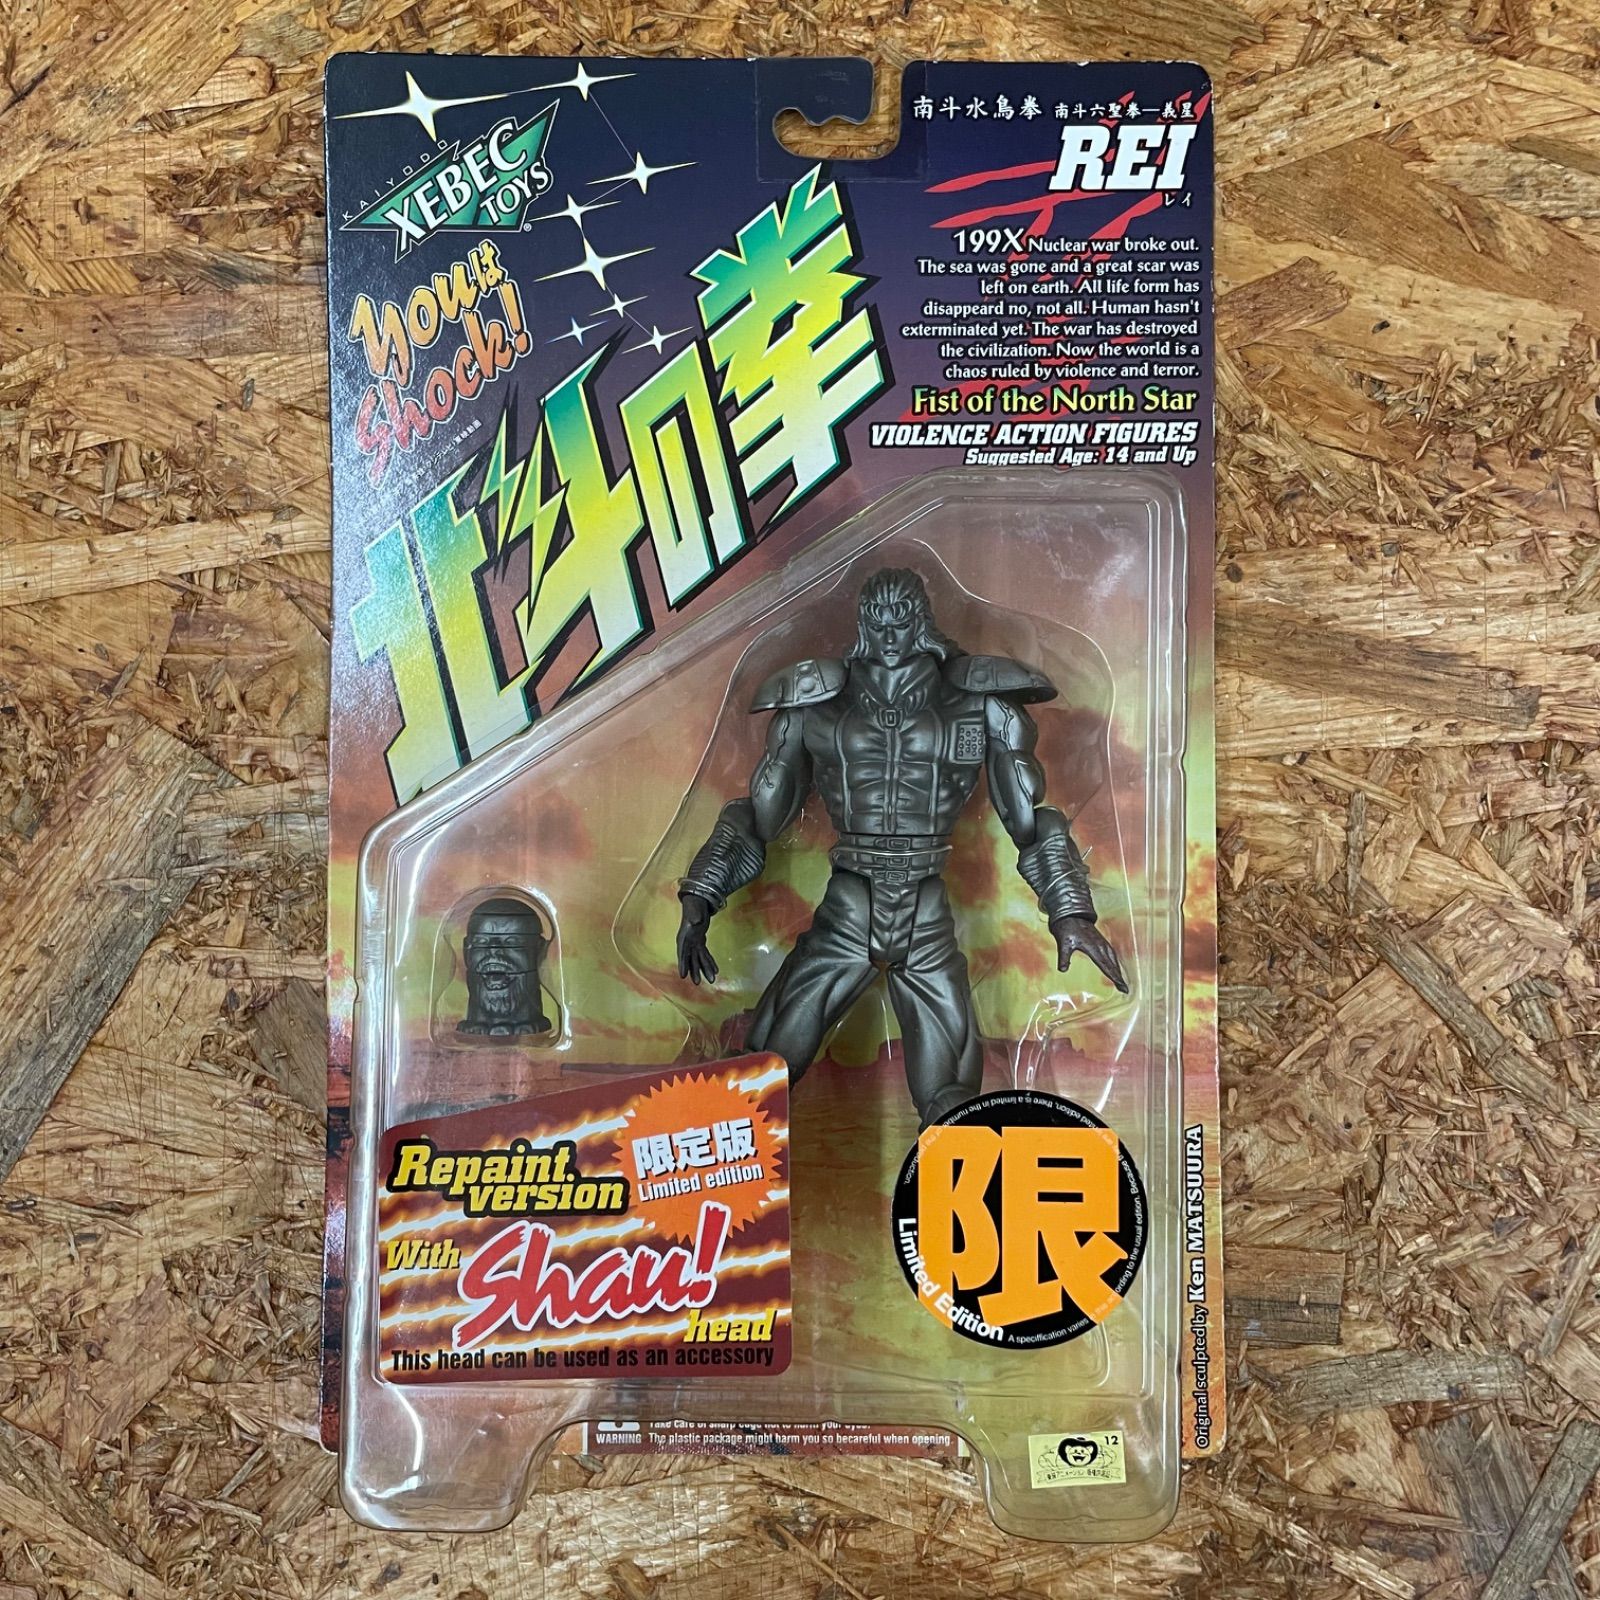 KAIYODO
XEBEC
TOYS
youは
Shock!
北斗の拳
南斗水鳥拳 南斗六聖拳—義星
REI
レイ
199X Nuclear war broke out.
The sea was gone and a great scar was
left on earth. All life form has
disappeard no, not all. Human hasn't
exterminated yet. The war has destroyed
the civilization. Now the world is a
chaos ruled by violence and terror.
Fist of the North Star
VIOLENCE ACTION FIGURES
Suggested Age: 14 and Up
Repaint version
限定版
Limited edition
With
Shau!
head
This head can be used as an accessory
限
Limited Edition
A specification varies
Original sculpted by Ken MATSUURA
Take care of sharp edge not to harm your eyes.
WARNING The plastic package might harm you so becareful when opening.
12